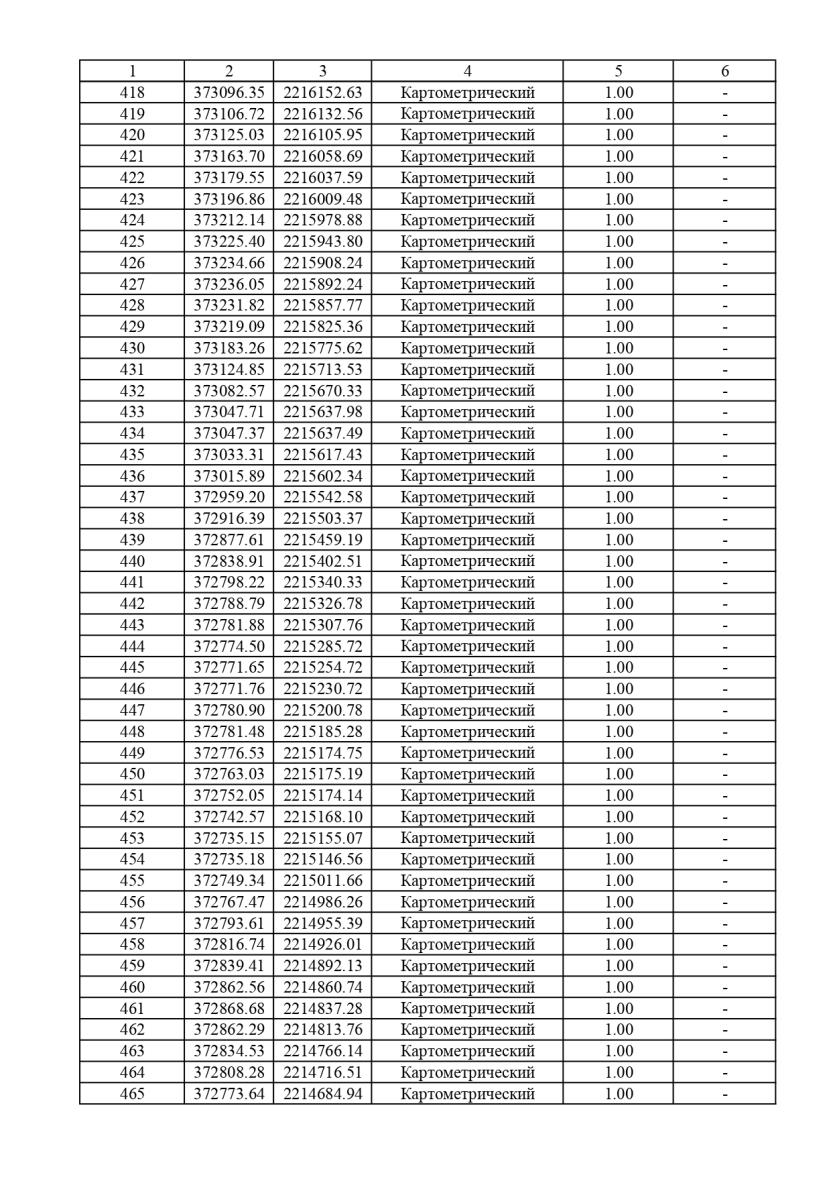 1 2 3 4 5 6
418 373096.35 2216152.63 Картометрический 1.00 -
419 373106.72 2216132.56 Картометрический 1.00 -
420 373125.03 2216105.95 Картометрический 1.00 -
421 373163.70 2216058.69 Картометрический 1.00 -
422 373179.55 2216037.59 Картометрический 1.00 -
423 373196.86 2216009.48 Картометрический 1.00 -
424 373212.14 2215978.88 Картометрический 1.00 -
425 373225.40 2215943.80 Картометрический 1.00 -
426 373234.66 2215908.24 Картометрический 1.00 -
427 373236.05 2215892.24 Картометрический 1.00 -
428 373231.82 2215857.77 Картометрический 1.00 -
429 373219.09 2215825.36 Картометрический 1.00 -
430 373183.26 2215775.62 Картометрический 1.00 -
431 373124.85 2215713.53 Картометрический 1.00 -
432 373082.57 2215670.33 Картометрический 1.00 -
433 373047.71 2215637.98 Картометрический 1.00 -
434 373047.37 2215637.49 Картометрический 1.00 -
435 373033.31 2215617.43 Картометрический 1.00 -
436 373015.89 2215602.34 Картометрический 1.00 -
437 372959.20 2215542.58 Картометрический 1.00 -
438 372916.39 2215503.37 Картометрический 1.00 -
439 372877.61 2215459.19 Картометрический 1.00 -
440 372838.91 2215402.51 Картометрический 1.00 -
441 372798.22 2215340.33 Картометрический 1.00 -
442 372788.79 2215326.78 Картометрический 1.00 -
443 372781.88 2215307.76 Картометрический 1.00 -
444 372774.50 2215285.72 Картометрический 1.00 -
445 372771.65 2215254.72 Картометрический 1.00 -
446 372771.76 2215230.72 Картометрический 1.00 -
447 372780.90 2215200.78 Картометрический 1.00 -
448 372781.48 2215185.28 Картометрический 1.00 -
449 372776.53 2215174.75 Картометрический 1.00 -
450 372763.03 2215175.19 Картометрический 1.00 -
451 372752.05 2215174.14 Картометрический 1.00 -
452 372742.57 2215168.10 Картометрический 1.00 -
453 372735.15 2215155.07 Картометрический 1.00 -
454 372735.18 2215146.56 Картометрический 1.00 -
455 372749.34 2215011.66 Картометрический 1.00 -
456 372767.47 2214986.26 Картометрический 1.00 -
457 372793.61 2214955.39 Картометрический 1.00 -
458 372816.74 2214926.01 Картометрический 1.00 -
459 372839.41 2214892.13 Картометрический 1.00 -
460 372862.56 2214860.74 Картометрический 1.00 -
461 372868.68 2214837.28 Картометрический 1.00 -
462 372862.29 2214813.76 Картометрический 1.00 -
463 372834.53 2214766.14 Картометрический 1.00 -
464 372808.28 2214716.51 Картометрический 1.00 -
465 372773.64 2214684.94 Картометрический 1.00 -